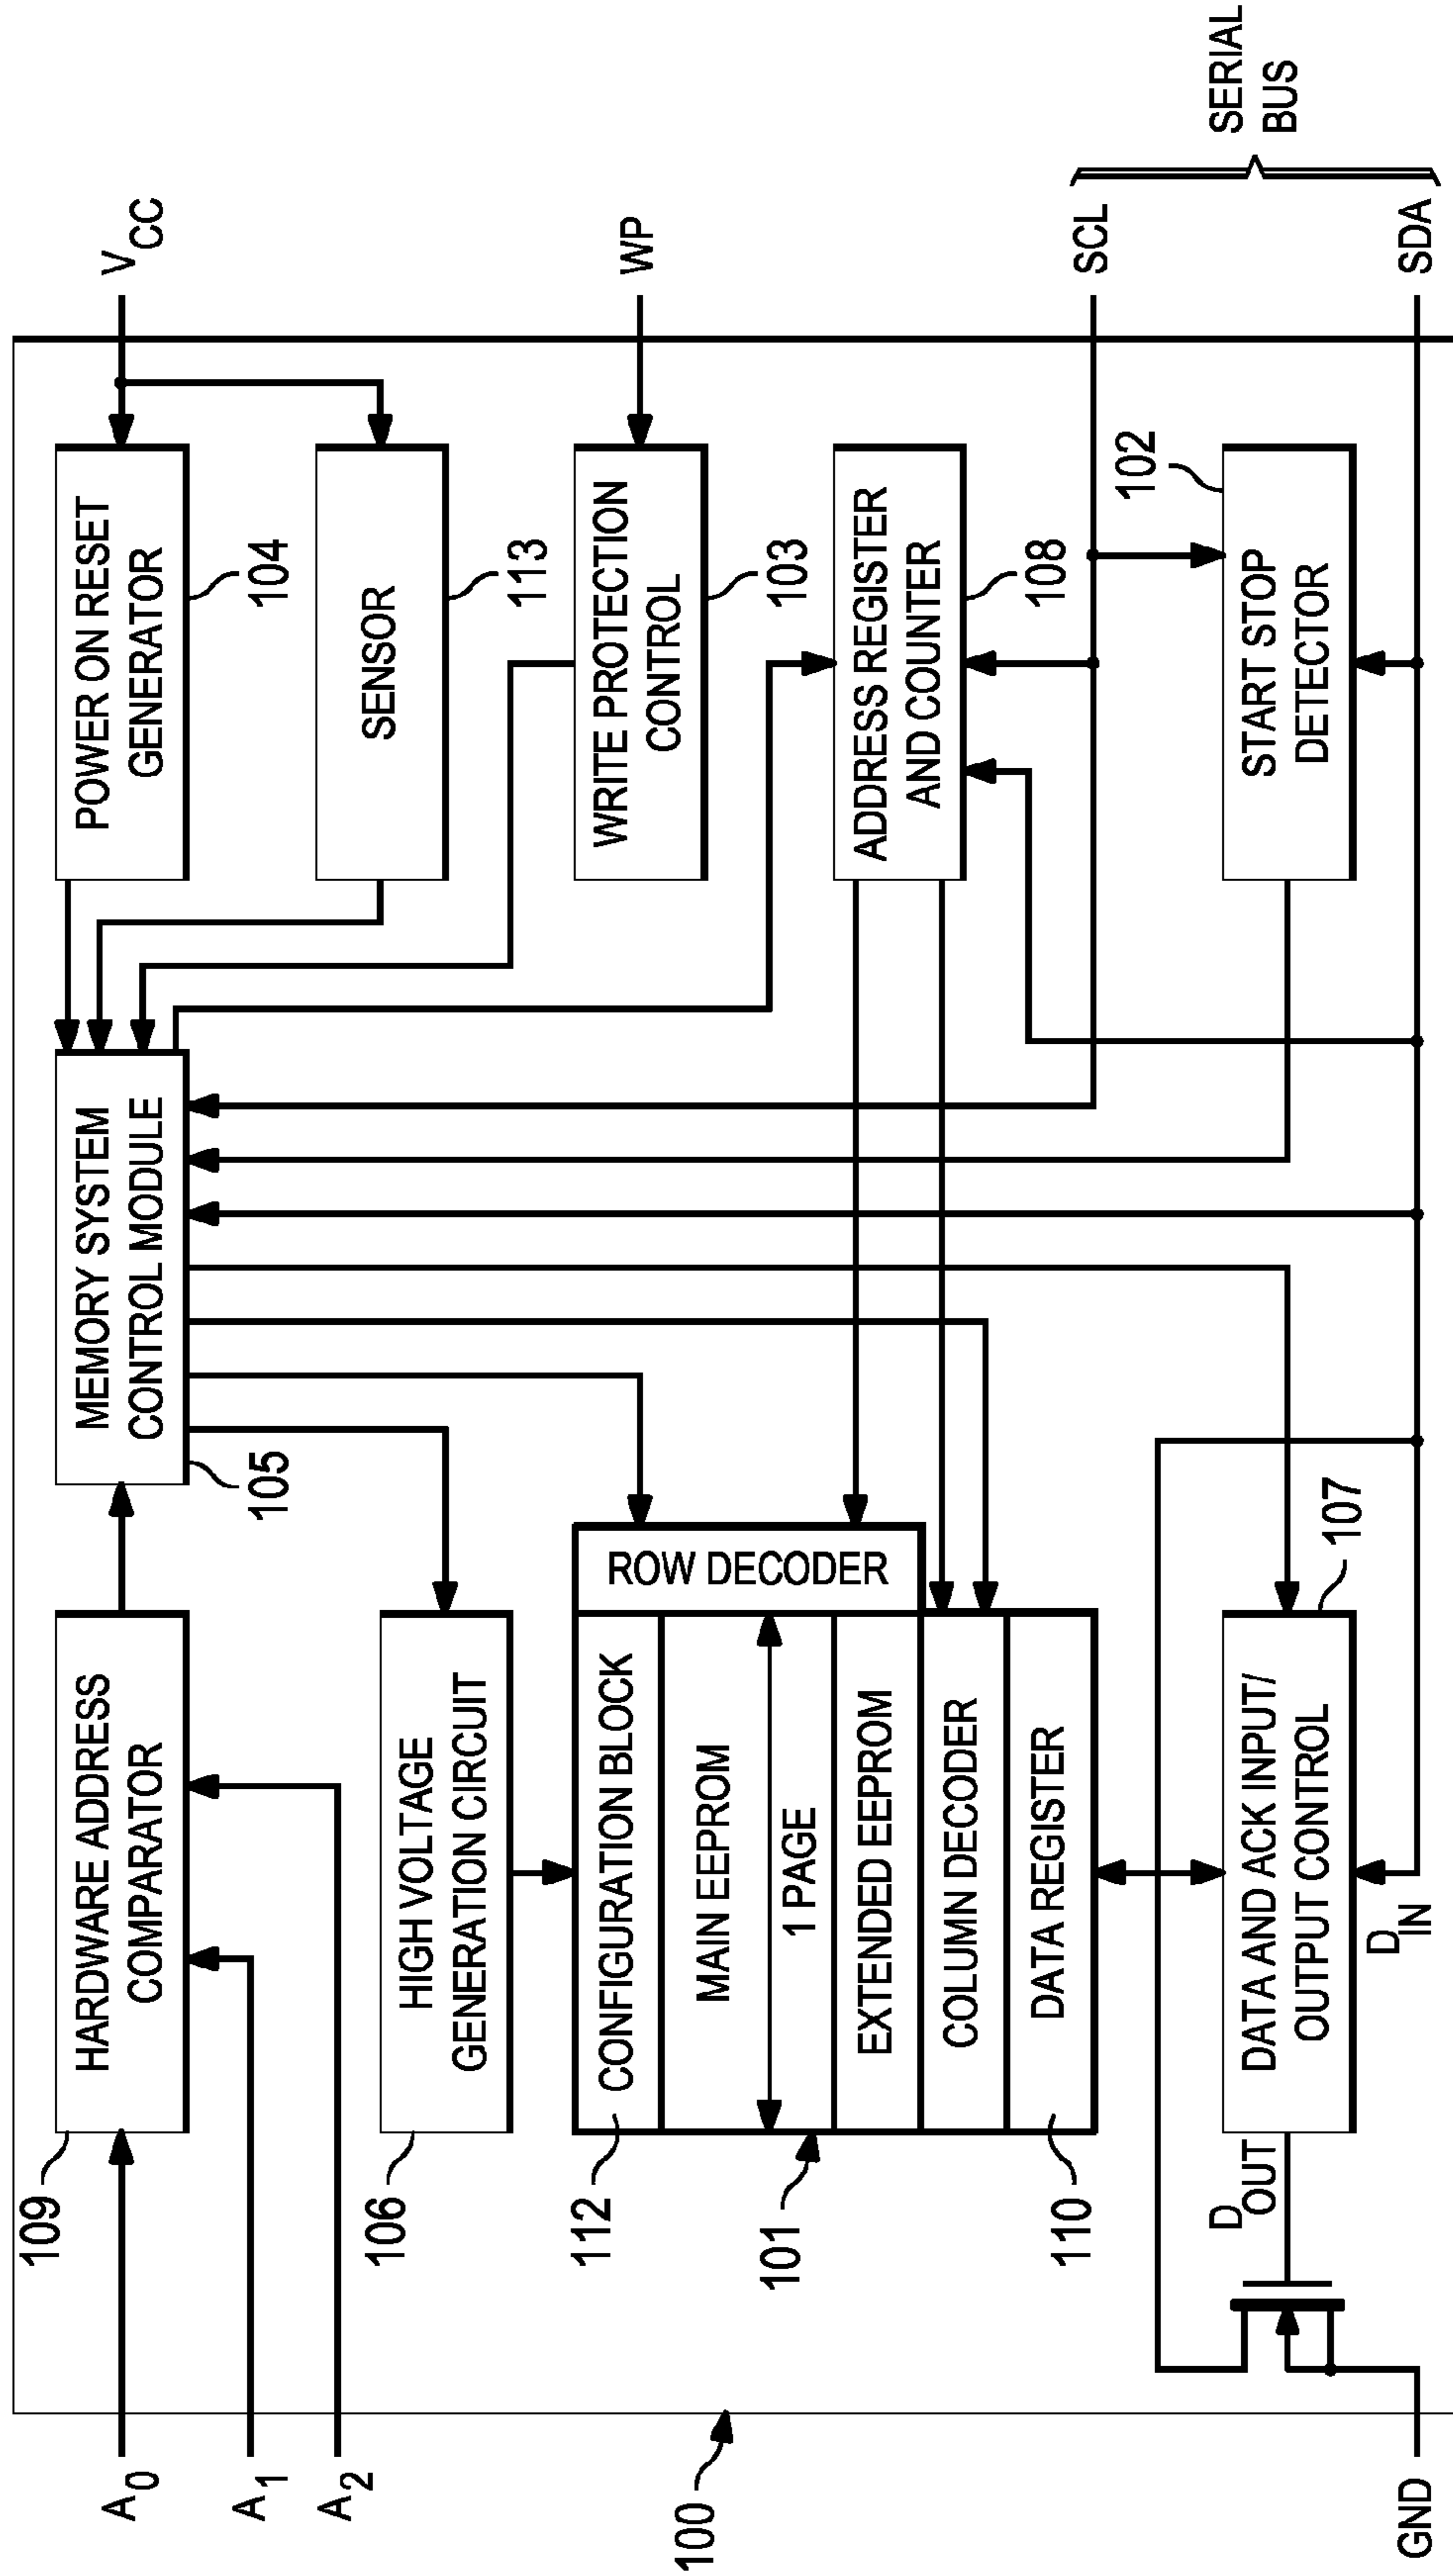 A0
A1
A2
100
GND
109
HARDWARE ADDRESS
COMPARATOR
106
HIGH VOLTAGE
GENERATION CIRCUIT
112
CONFIGURATION BLOCK
101
MAIN EEPROM
1 PAGE
EXTENDED EEPROM
COLUMN DECODER
110
DATA REGISTER
ROW DECODER
DOUT
DATA AND ACK INPUT/
OUTPUT CONTROL
107
DIN
MEMORY SYSTEM
CONTROL MODULE
105
POWER ON RESET
GENERATOR
104
SENSOR
113
WRITE PROTECTION
CONTROL
103
ADDRESS REGISTER
AND COUNTER
108
START STOP
DETECTOR
102
VCC
WP
SCL
SDA
SERIAL
BUS